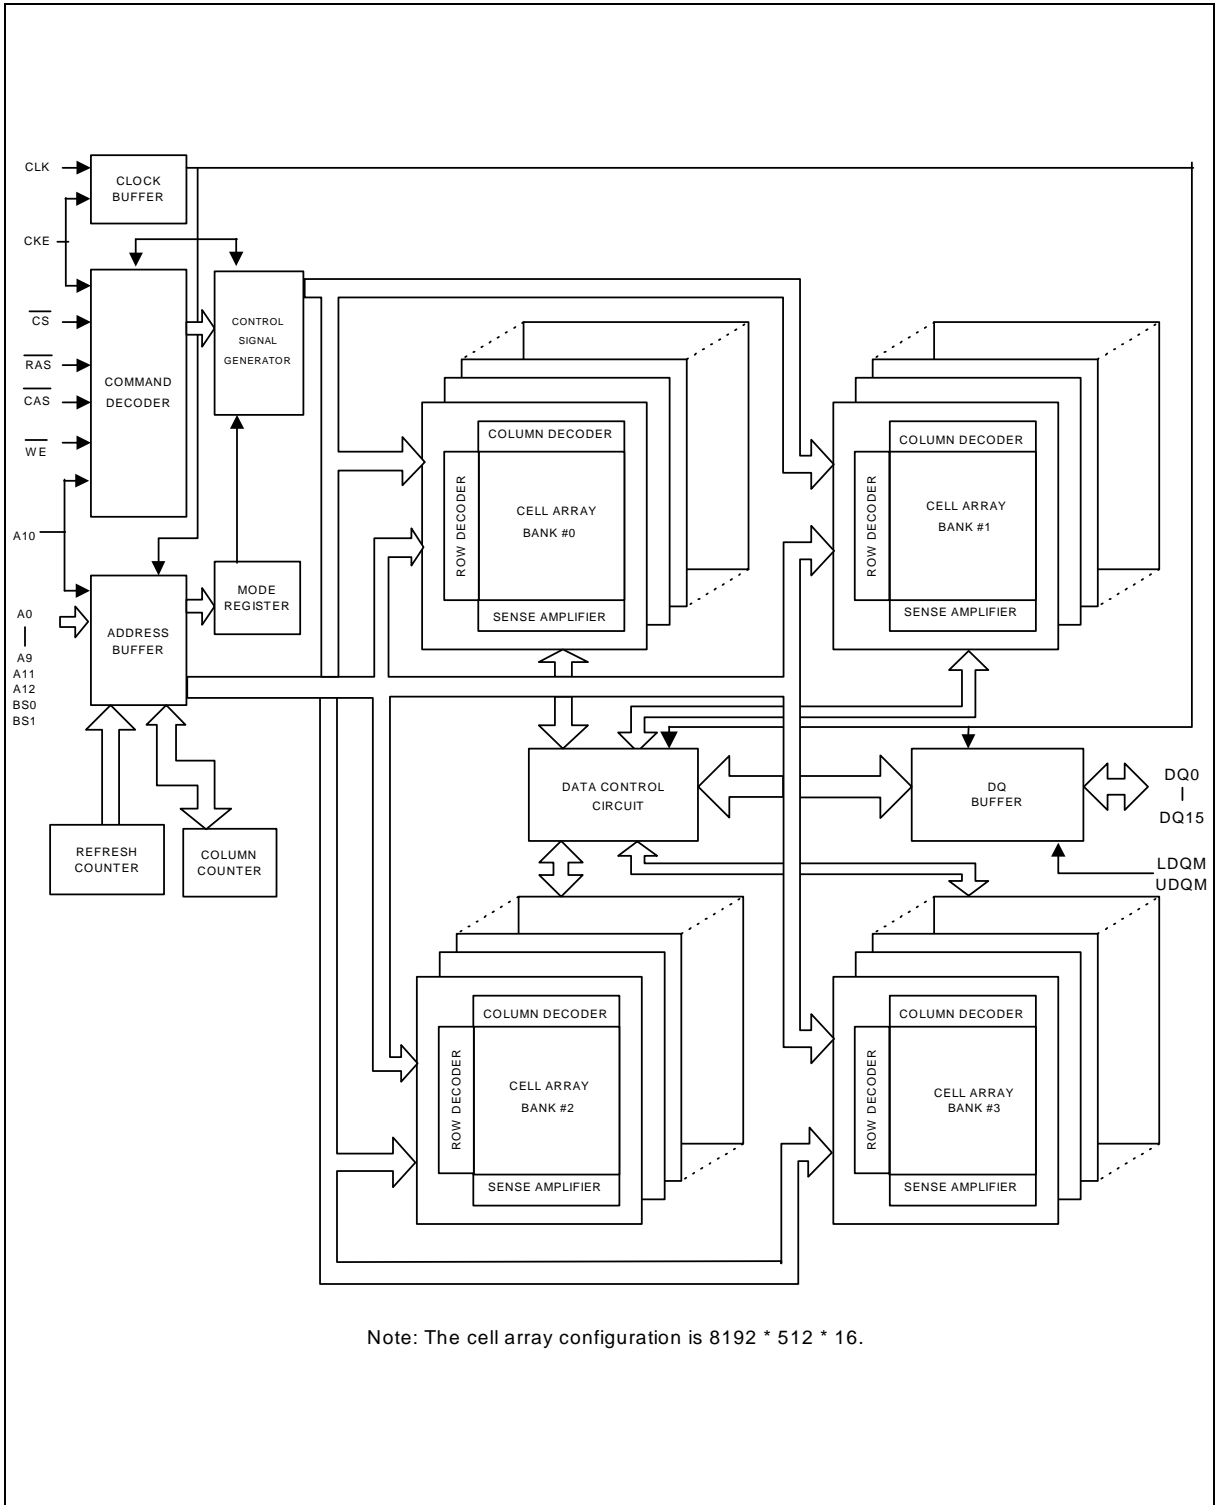 CLK
CLOCK
BUFFER
CKE
CS
RAS
CAS
WE
COMMAND
DECODER
CONTROL
SIGNAL
GENERATOR
A10
A0
A9
A11
A12
BS0
BS1
ADDRESS
BUFFER
MODE
REGISTER
REFRESH
COUNTER
COLUMN
COUNTER
COLUMN DECODER
ROW DECODER
CELL ARRAY
BANK #0
SENSE AMPLIFIER
COLUMN DECODER
ROW DECODER
CELL ARRAY
BANK #1
SENSE AMPLIFIER
DATA CONTROL
CIRCUIT
DQ
BUFFER
DQ0
DQ15
LDQM
UDQM
COLUMN DECODER
ROW DECODER
CELL ARRAY
BANK #2
SENSE AMPLIFIER
COLUMN DECODER
ROW DECODER
CELL ARRAY
BANK #3
SENSE AMPLIFIER
Note: The cell array configuration is 8192 * 512 * 16.